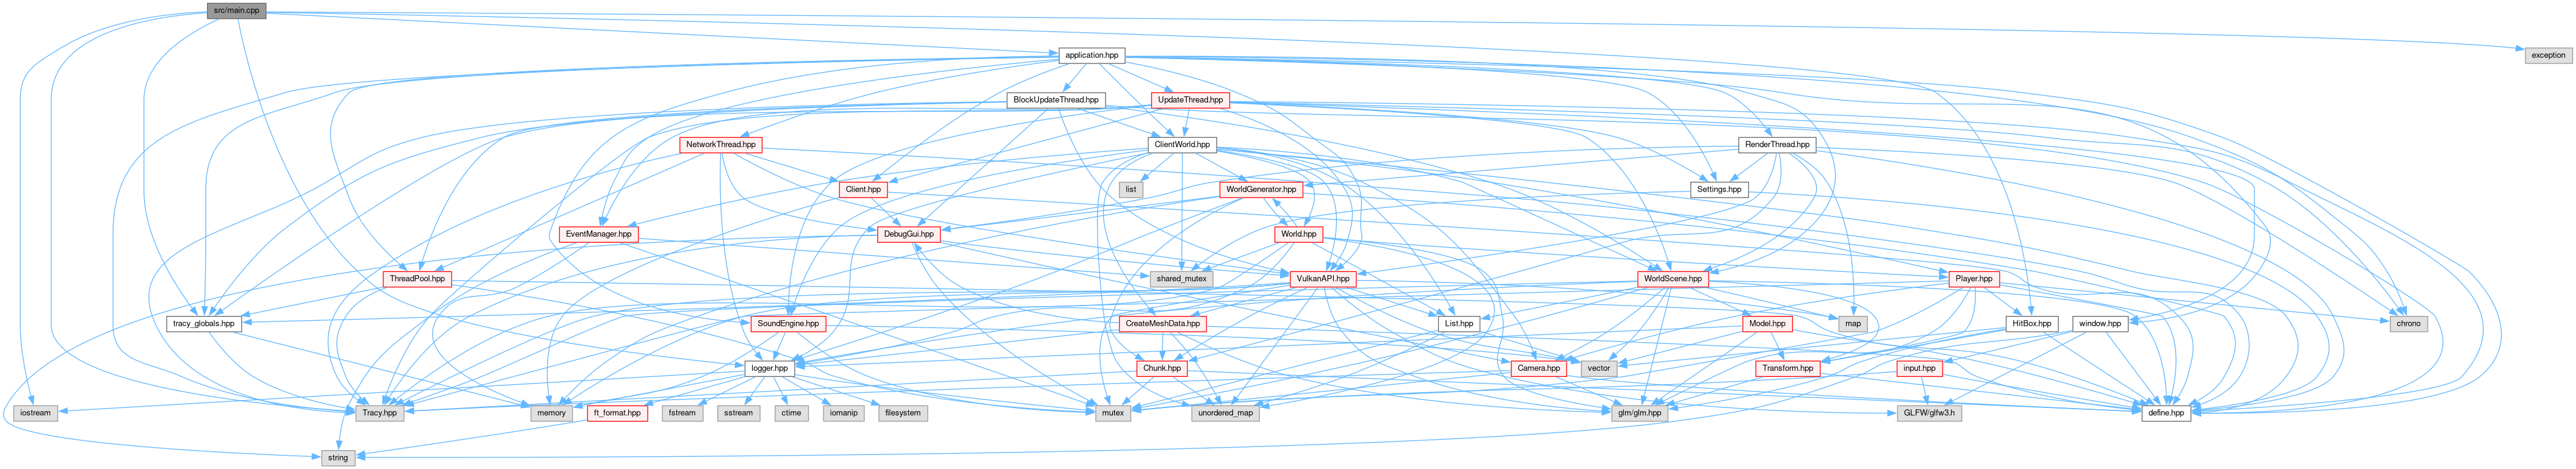 src/main.cpp
application.hpp
exception
BlockUpdateThread.hpp
UpdateThread.hpp
NetworkThread.hpp
ClientWorld.hpp
RenderThread.hpp
list
Client.hpp
WorldGenerator.hpp
Settings.hpp
EventManager.hpp
DebugGui.hpp
World.hpp
ThreadPool.hpp
shared_mutex
VulkanAPI.hpp
WorldScene.hpp
Player.hpp
tracy_globals.hpp
SoundEngine.hpp
CreateMeshData.hpp
List.hpp
Model.hpp
map
HitBox.hpp
window.hpp
chrono
logger.hpp
Chunk.hpp
vector
Camera.hpp
Transform.hpp
input.hpp
iostream
Tracy.hpp
memory
ft_format.hpp
fstream
sstream
ctime
iomanip
filesystem
mutex
unordered_map
glm/glm.hpp
GLFW/glfw3.h
define.hpp
string